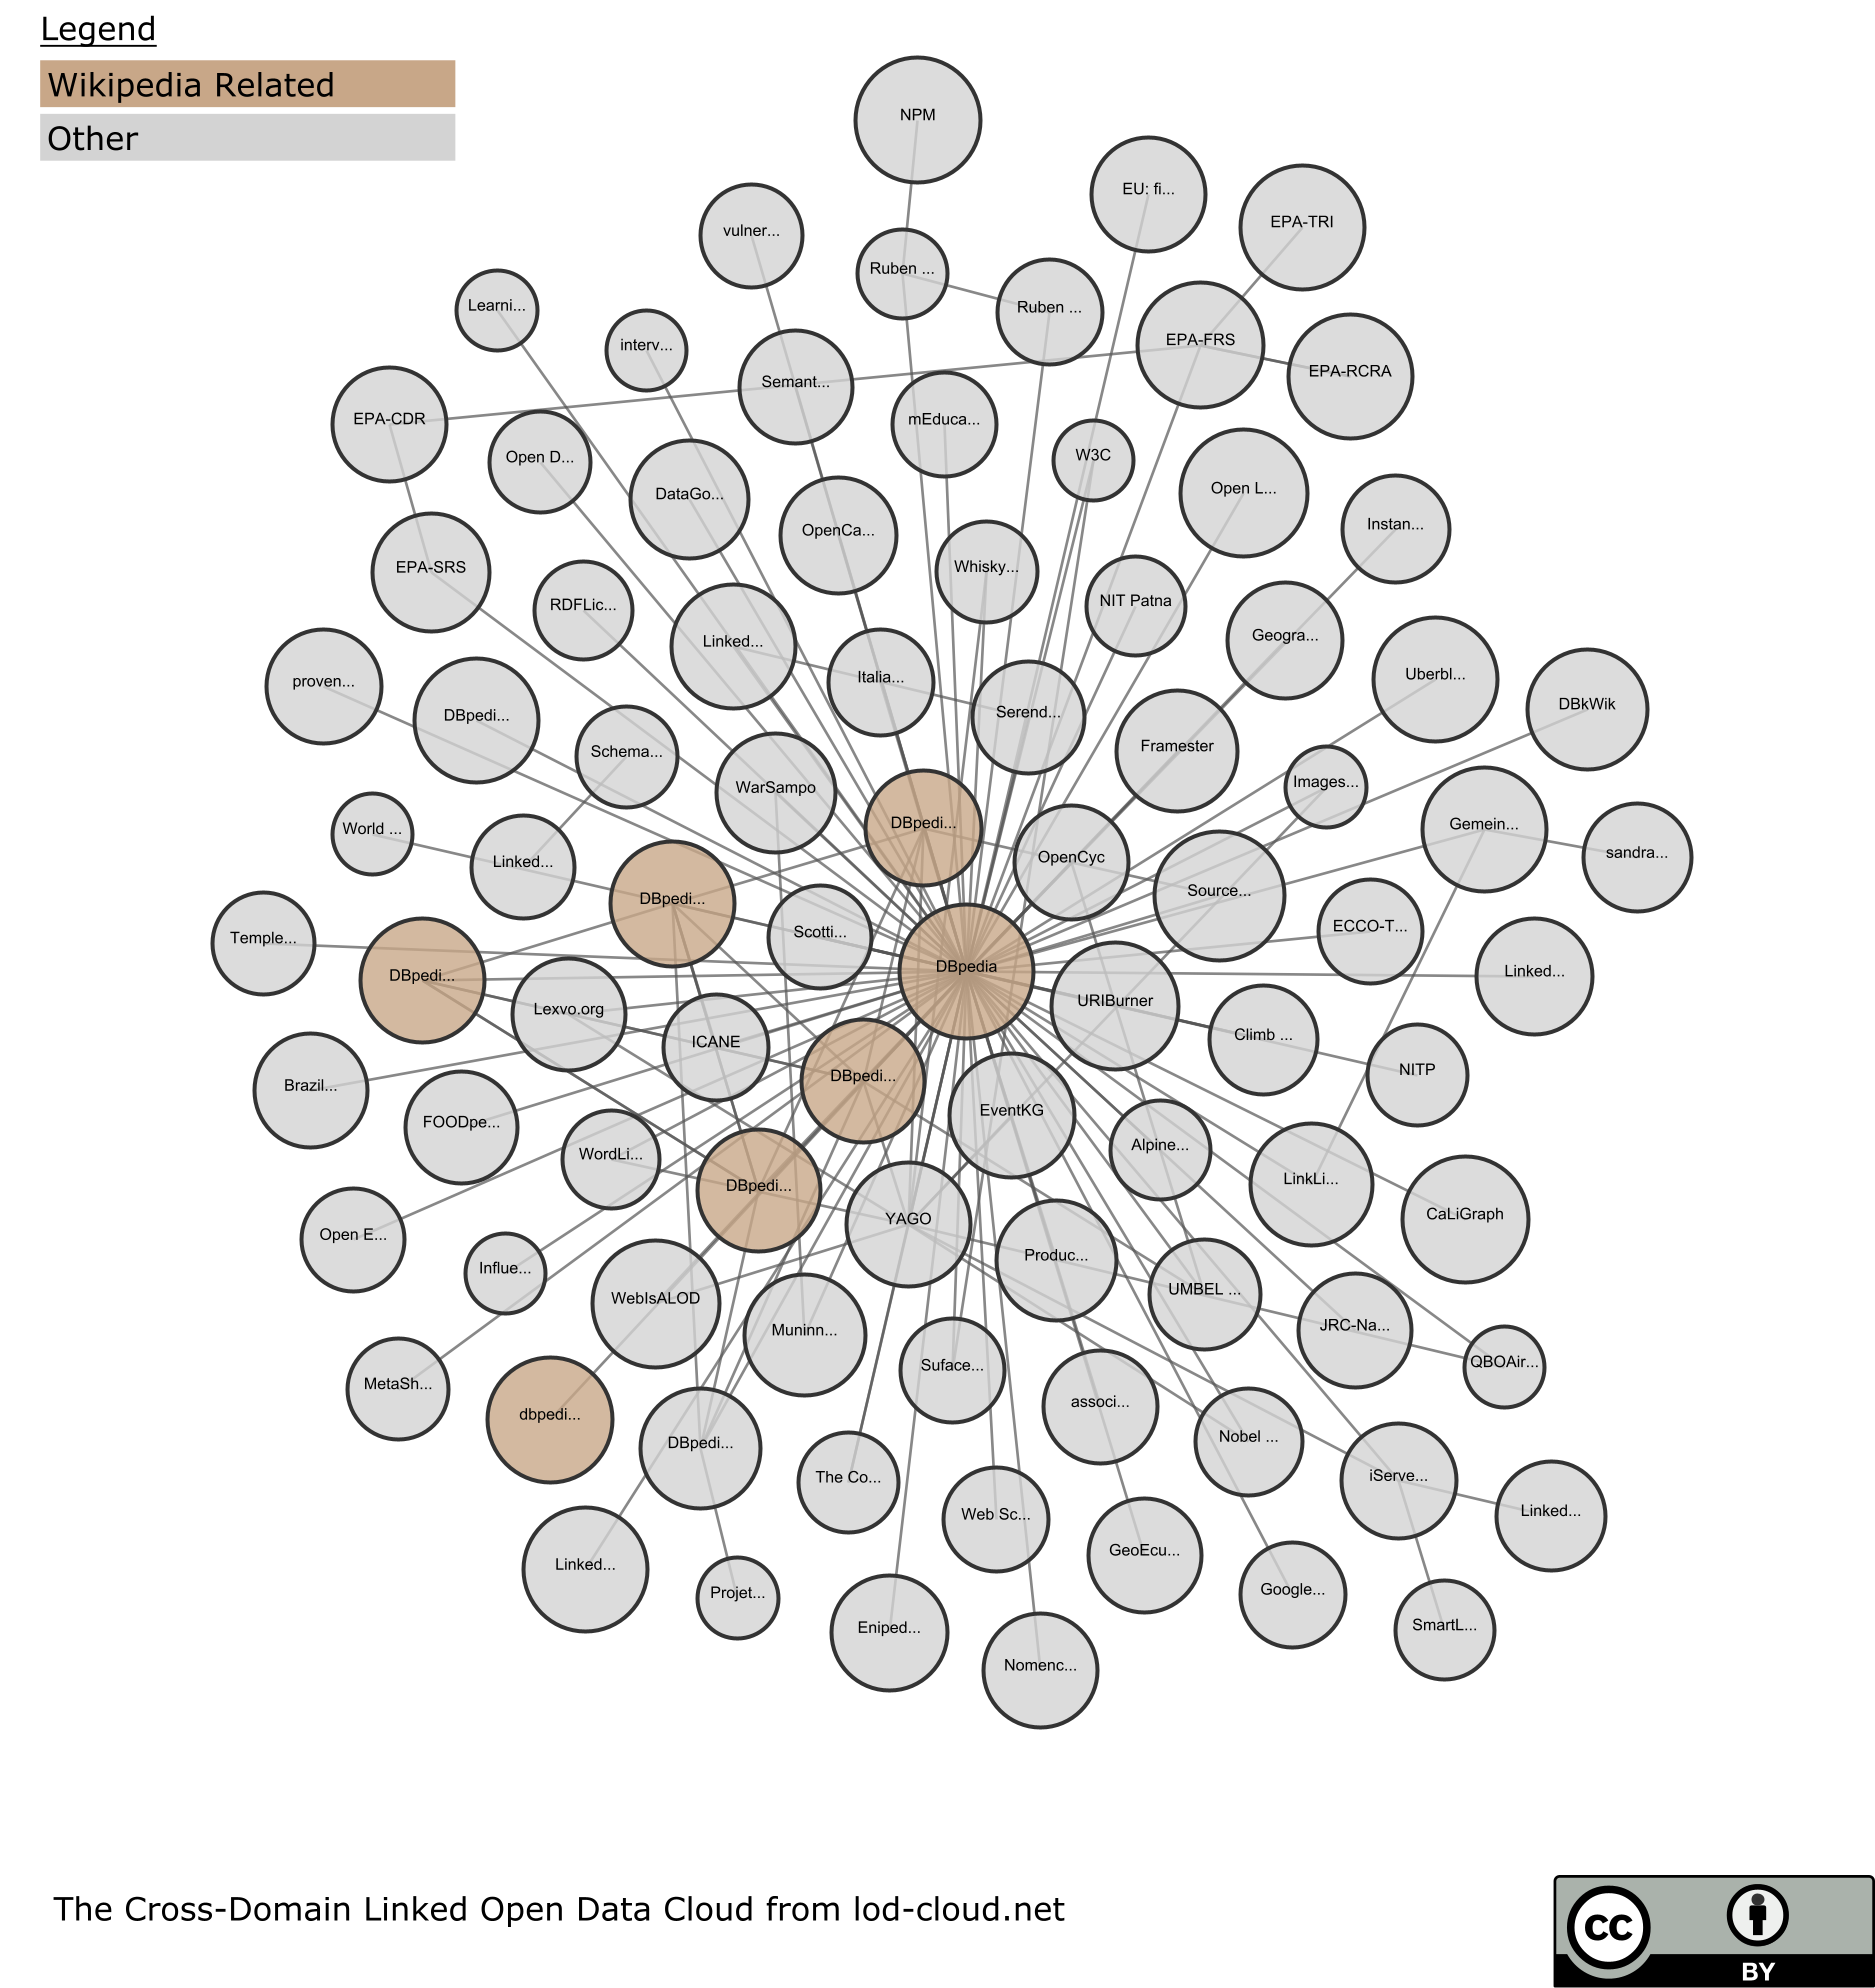 Legend
Wikipedia Related
Other
NPM
EU: fi...
EPA-TRI
vulner...
Ruben ...
Ruben ...
Learni...
interv...
EPA-FRS
EPA-RCRA
Semant...
EPA-CDR
mEduca...
Open D...
W3C
DataGo...
Open L...
Instan...
OpenCa...
EPA-SRS
Whisky...
RDFLic...
NIT Patna
Geogra...
Linked...
Italia...
proven...
Uberbl...
DBkWik
DBpedi...
Serend...
Framester
Schema...
WarSampo
Images...
World ...
DBpedi...
Gemein...
Linked...
OpenCyc
sandra...
DBpedi...
Source...
Temple...
Scotti...
ECCO-T...
DBpedi...
DBpedia
Linked...
Lexvo.org
URIBurner
ICANE
Climb ...
NITP
Brazil...
DBpedi...
FOODpe...
EventKG
WordLi...
Alpine...
DBpedi...
LinkLi...
YAGO
CaLiGraph
Open E...
Influe...
Produc...
UMBEL ...
WebIsALOD
Muninn...
JRC-Na...
Suface...
QBOAir...
MetaSh...
associ...
dbpedi...
DBpedi...
Nobel ...
The Co...
iServe...
Web Sc...
Linked...
Linked...
GeoEcu...
Projet...
Google...
Eniped...
SmartL...
Nomenc...
The Cross-Domain Linked Open Data Cloud from lod-cloud.net
cc
BY